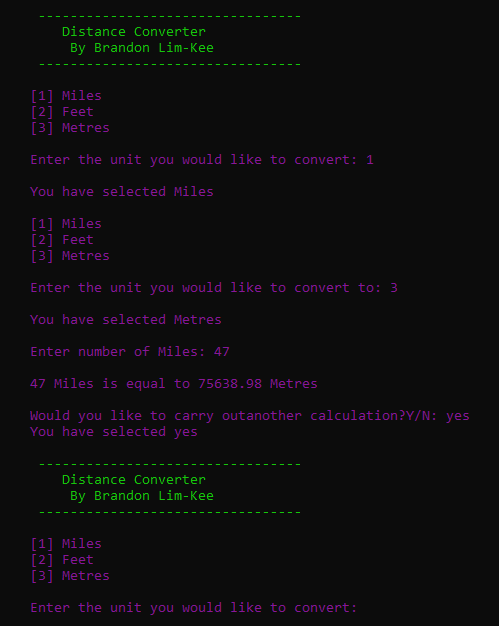 ---------------------------------
Distance Converter
By Brandon Lim-Kee
---------------------------------
[1] Miles
[2] Feet
[3] Metres
Enter the unit you would like to convert: 1
You have selected Miles
[1] Miles
[2] Feet
[3] Metres
Enter the unit you would like to convert to: 3
You have selected Metres
Enter number of Miles: 47
47 Miles is equal to 75638.98 Metres
Would you like to carry outanother calculation?Y/N: yes
You have selected yes
---------------------------------
Distance Converter
By Brandon Lim-Kee
---------------------------------
[1] Miles
[2] Feet
[3] Metres
Enter the unit you would like to convert: